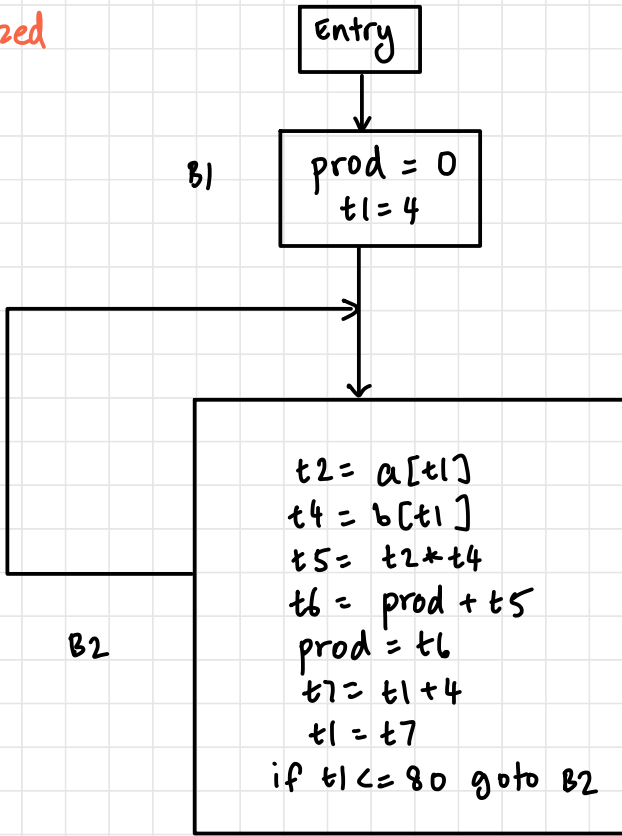 Entry
B1
prod = 0
t1 = 4
t2 = a[t1]
t4 = b[t1]
t5 = t2 * t4
t6 = prod + t5
B2
prod = t6
t7 = t1 + 4
t1 = t7
if t1 <= 80 goto B2